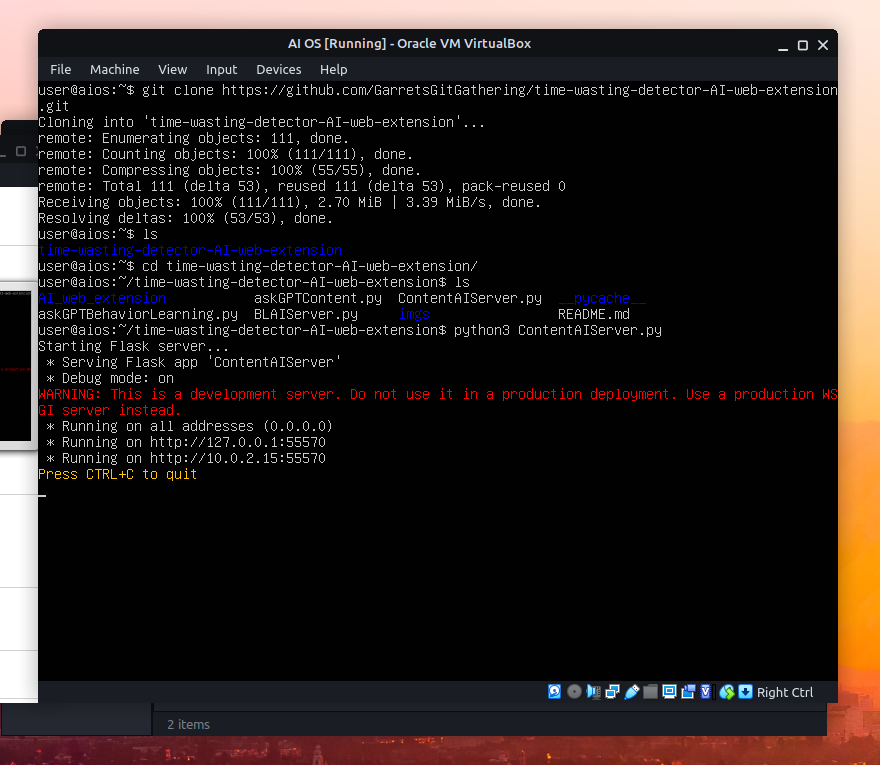 AI OS [Running] - Oracle VM VirtualBox
File Machine View Input Devices Help
user@aios:~$ git clone https://github.com/GarretsGitGathering/time-wasting-detector-AI-web-extension
.git
Cloning into 'time-wasting-detector-AI-web-extension'...
remote: Enumerating objects: 111, done.
remote: Counting objects: 100% (111/111), done.
remote: Compressing objects: 100% (55/55), done.
remote: Total 111 (delta 53), reused 111 (delta 53), pack-reused 0
Receiving objects: 100% (111/111), 2.70 MiB | 3.39 MiB/s, done.
Resolving deltas: 100% (53/53), done.
user@aios:~$ ls
time-wasting-detector-AI-web-extension
user@aios:~$ cd time-wasting-detector-AI-web-extension/
user@aios:~/time-wasting-detector-AI-web-extension$ ls
AI_web_extension askGPTContent.py ContentAIServer.py __pycache__
askGPTBehaviorLearning.py BLAIServer.py imgs README.md
user@aios:~/time-wasting-detector-AI-web-extension$ python3 ContentAIServer.py
Starting Flask server...
* Serving Flask app 'ContentAIServer'
* Debug mode: on
WARNING: This is a development server. Do not use it in a production deployment. Use a production WS
GI server instead.
* Running on all addresses (0.0.0.0)
* Running on http://127.0.0.1:55570
* Running on http://10.0.2.15:55570
Press CTRL+C to quit
Right Ctrl
2 items